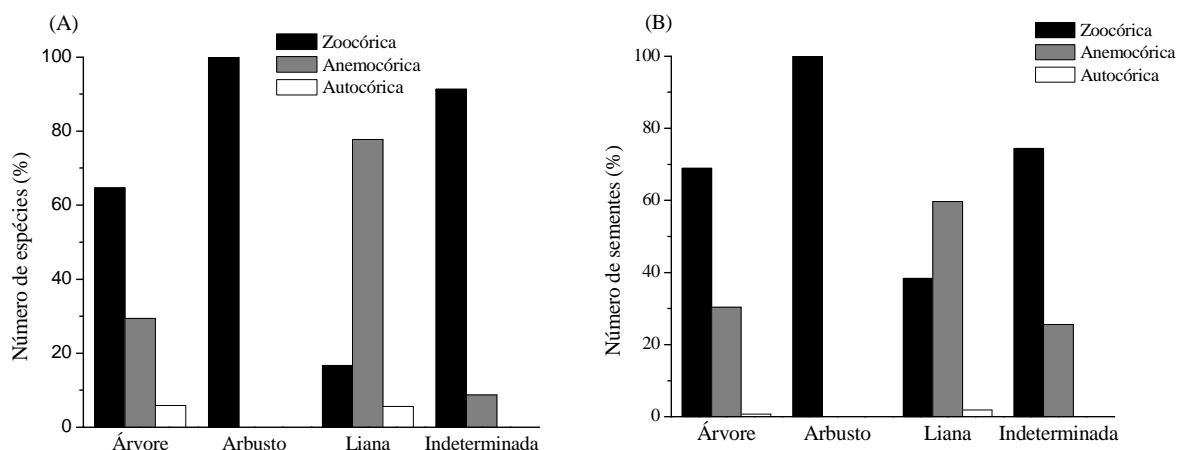 (A)
Zoocórica
Anemocórica
Autocórica
Número de espécies (%)
100
80
60
40
20
0
Árvore Arbusto Liana Indeterminada
(B)
Zoocórica
Anemocórica
Autocórica
Número de sementes (%)
100
80
60
40
20
0
Árvore Arbusto Liana Indeterminada